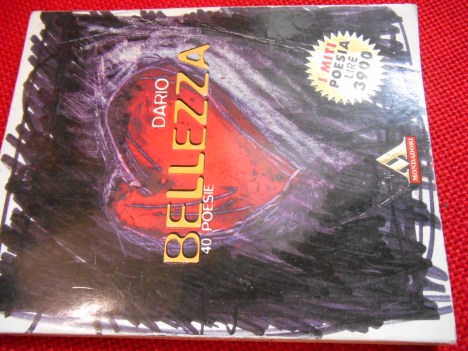 DARIO
BELLEZZA
40 POESIE
I MITI
POESIA
LIRE
3900
MONDADORI